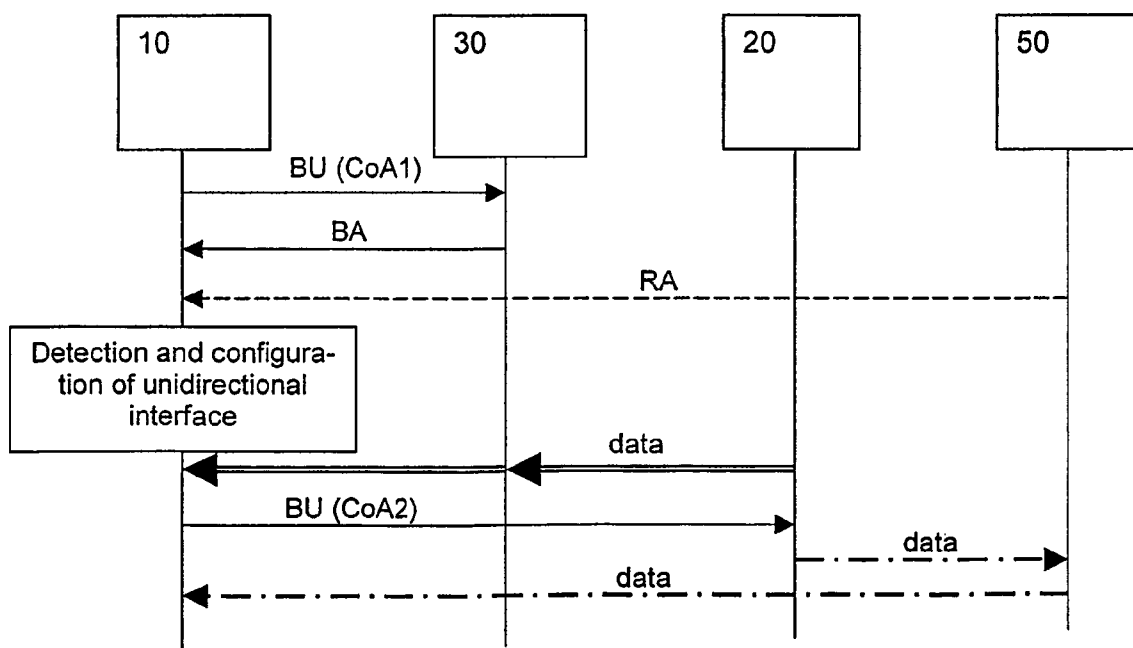 10
30
20
50
BU (CoA1)
BA
RA
Detection and configura-
tion of unidirectional
interface
data
BU (CoA2)
data
data